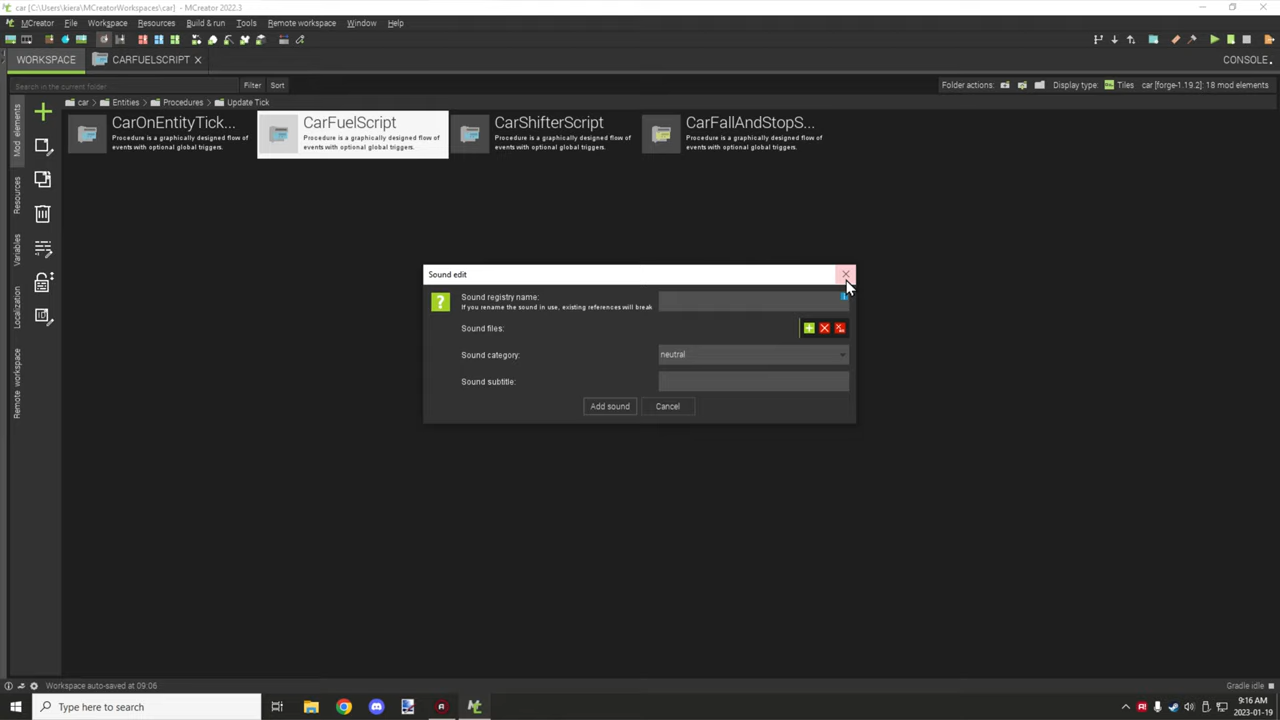 car [C:\Users\kiera\MCreatorWorkspaces\car] - MCreator 2022.3
MCreator File Workspace Resources Build & run Tools Remote workspace Window Help
WORKSPACE CARFUELSCRIPT CONSOLE
Search in the current folder Filter Sort Folder actions: Display type: Tiles car [forge-1.19.2]: 18 mod elements
car Entities Procedures Update Tick
Mod elements
Resources
Variables
Localization
Remote workspace
CarOnEntityTick...
Procedure is a graphically designed flow of
events with optional global triggers.
CarFuelScript
Procedure is a graphically designed flow of
events with optional global triggers.
CarShifterScript
Procedure is a graphically designed flow of
events with optional global triggers.
CarFallAndStopS...
Procedure is a graphically designed flow of
events with optional global triggers.
Sound edit
Sound registry name:
If you rename the sound in use, existing references will break
Sound files:
Sound category: neutral
Sound subtitle:
Add sound Cancel
Workspace auto-saved at 09:06 Gradle idle
Type here to search
9:16 AM
2023-01-19